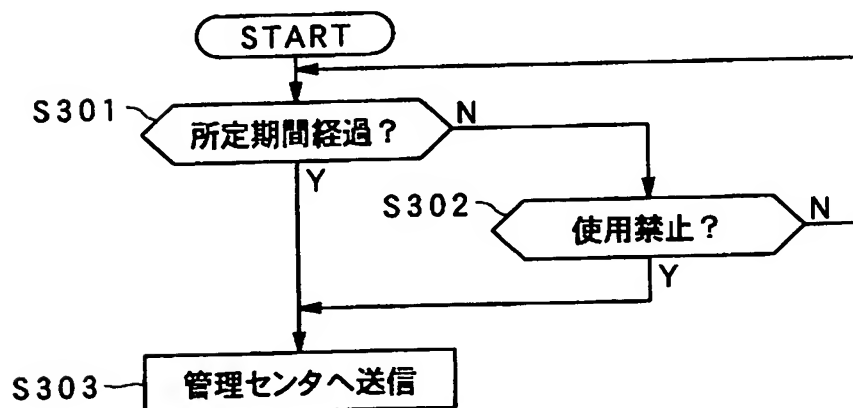 START
S301
所定期間経過?
N
Y
S302
使用禁止?
N
Y
S303
管理センタへ送信